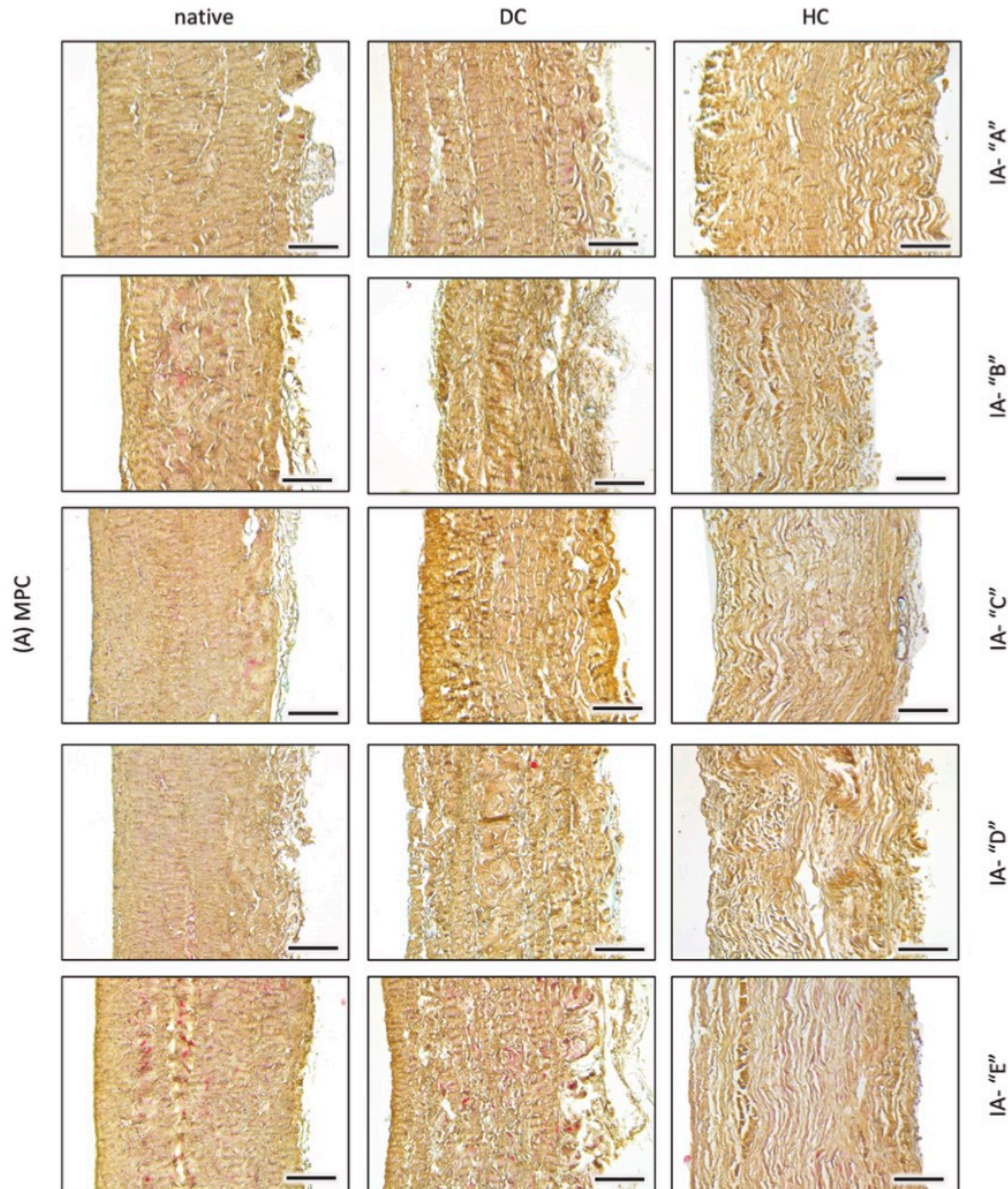 native DC HC
IA- “A”
IA- “B”
(A) MPC
IA- “C”
IA- “D”
IA- “E”